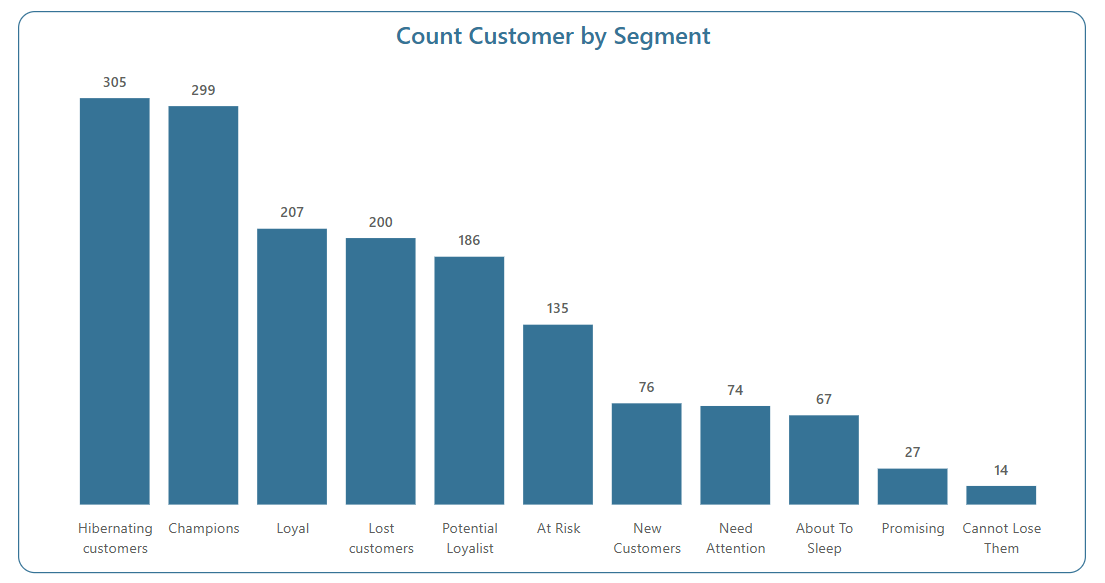 Count Customer by Segment
305
299
207
200
186
135
76
74
67
27
14
Hibernating
customers
Champions
Loyal
Lost
customers
Potential
Loyalist
At Risk
New
Customers
Need
Attention
About To
Sleep
Promising
Cannot Lose
Them